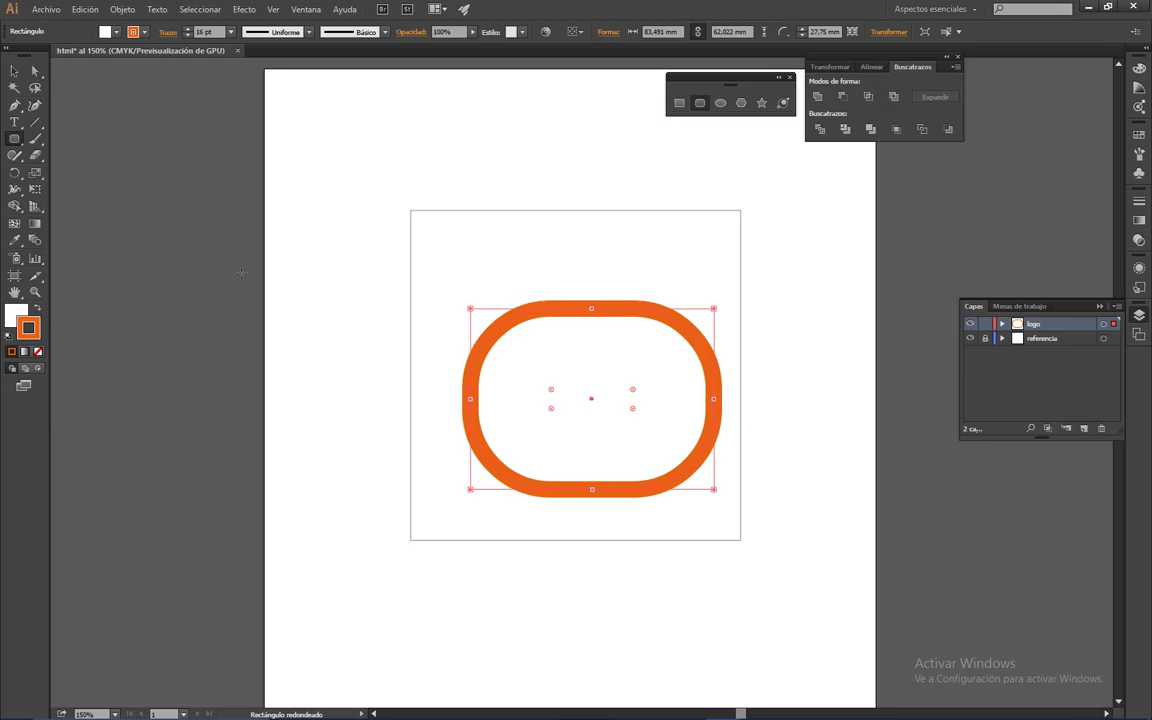 Ai Archivo Edición Objeto Texto Seleccionar Efecto Ver Ventana Ayuda Br St Aspectos esenciales
Rectángulo Trazo: 16 pt Uniforme Básico Opacidad: 100% Estilo: Forma: 83,491 mm 62,022 mm 27,75 mm Transformar
html* al 150% (CMYK/Previsualización de GPU)
Transformar Alinear Buscatrazos
Modos de forma:
Expandir
Buscatrazos:
Capas Mesas de trabajo
logo
referencia
2 ca...
Activar Windows
Ve a Configuración para activar Windows.
150% 1 Rectángulo redondeado